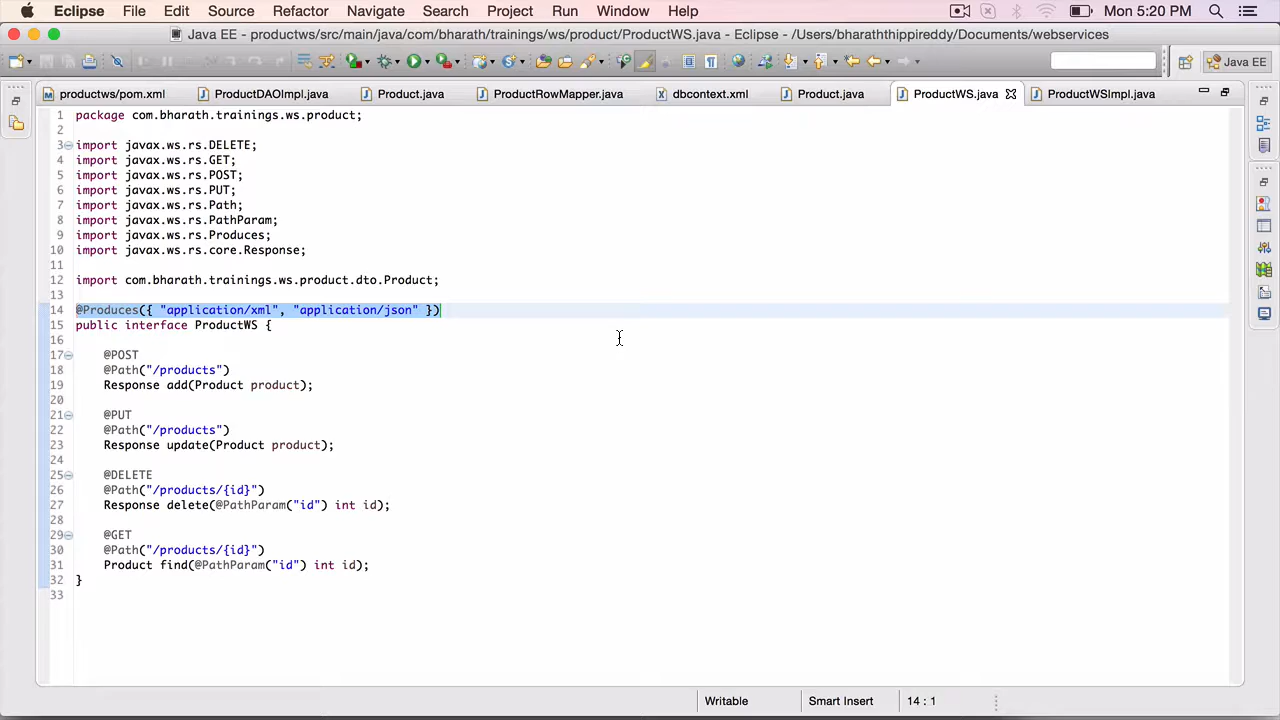 Eclipse File Edit Source Refactor Navigate Search Project Run Window Help Mon 5:20 PM
Java EE - productws/src/main/java/com/bharath/trainings/ws/product/ProductWS.java - Eclipse - /Users/bharaththippireddy/Documents/webservices
Java EE
productws/pom.xml ProductDAOImpl.java Product.java ProductRowMapper.java dbcontext.xml Product.java ProductWS.java ProductWSImpl.java
1 package com.bharath.trainings.ws.product;
2
3 import javax.ws.rs.DELETE;
4 import javax.ws.rs.GET;
5 import javax.ws.rs.POST;
6 import javax.ws.rs.PUT;
7 import javax.ws.rs.Path;
8 import javax.ws.rs.PathParam;
9 import javax.ws.rs.Produces;
10 import javax.ws.rs.core.Response;
11
12 import com.bharath.trainings.ws.product.dto.Product;
13
14 @Produces({ "application/xml", "application/json" })
15 public interface ProductWS {
16
17 @POST
18 @Path("/products")
19 Response add(Product product);
20
21 @PUT
22 @Path("/products")
23 Response update(Product product);
24
25 @DELETE
26 @Path("/products/{id}")
27 Response delete(@PathParam("id") int id);
28
29 @GET
30 @Path("/products/{id}")
31 Product find(@PathParam("id") int id);
32 }
33
Writable Smart Insert 14 : 1